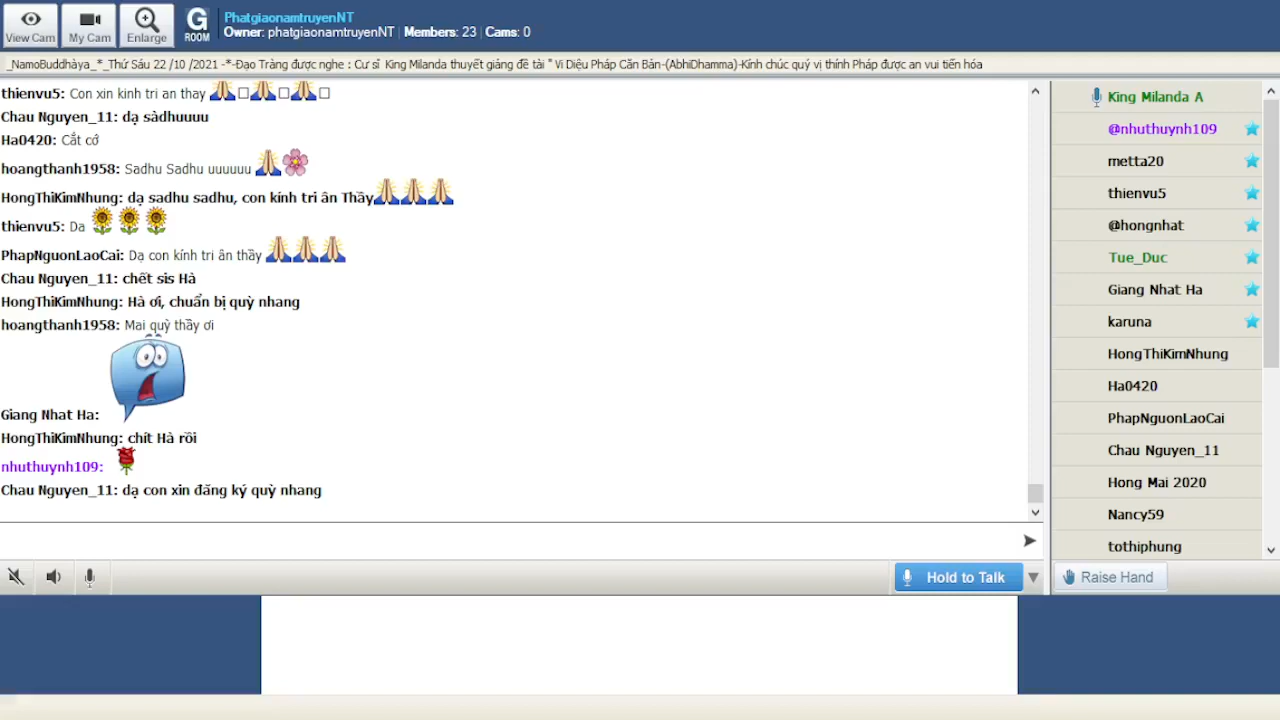 View Cam
My Cam
Enlarge
G
ROOM
PhatgiaonamtruyenNT
Owner: phatgiaonamtruyenNT | Members: 23 | Cams: 0
_NamoBuddhàya_*_Thứ Sáu 22 /10 /2021 -*-Đạo Tràng được nghe : Cư sĩ King Milanda thuyết giảng đề tài " Vi Diệu Pháp Căn Bản-(AbhiDhamma)-Kính chúc quý vị thính Pháp được an vui tiến hóa
thienvu5: Con xin kinh tri an thay
Chau Nguyen_11: dạ sàdhuuuu
Ha0420: Cắt cớ
hoangthanh1958: Sadhu Sadhu uuuuuu
HongThiKimNhung: dạ sadhu sadhu, con kính tri ân Thầy
thienvu5: Da
PhapNguonLaoCai: Dạ con kính tri ân thầy
Chau Nguyen_11: chết sis Hà
HongThiKimNhung: Hà ơi, chuẩn bị quỳ nhang
hoangthanh1958: Mai quỳ thầy ơi
Giang Nhat Ha:
HongThiKimNhung: chít Hà rồi
nhuthuynh109:
Chau Nguyen_11: dạ con xin đăng ký quỳ nhang
Hold to Talk
King Milanda A
@nhuthuynh109
metta20
thienvu5
@hongnhat
Tue_Duc
Giang Nhat Ha
karuna
HongThiKimNhung
Ha0420
PhapNguonLaoCai
Chau Nguyen_11
Hong Mai 2020
Nancy59
tothiphung
Raise Hand